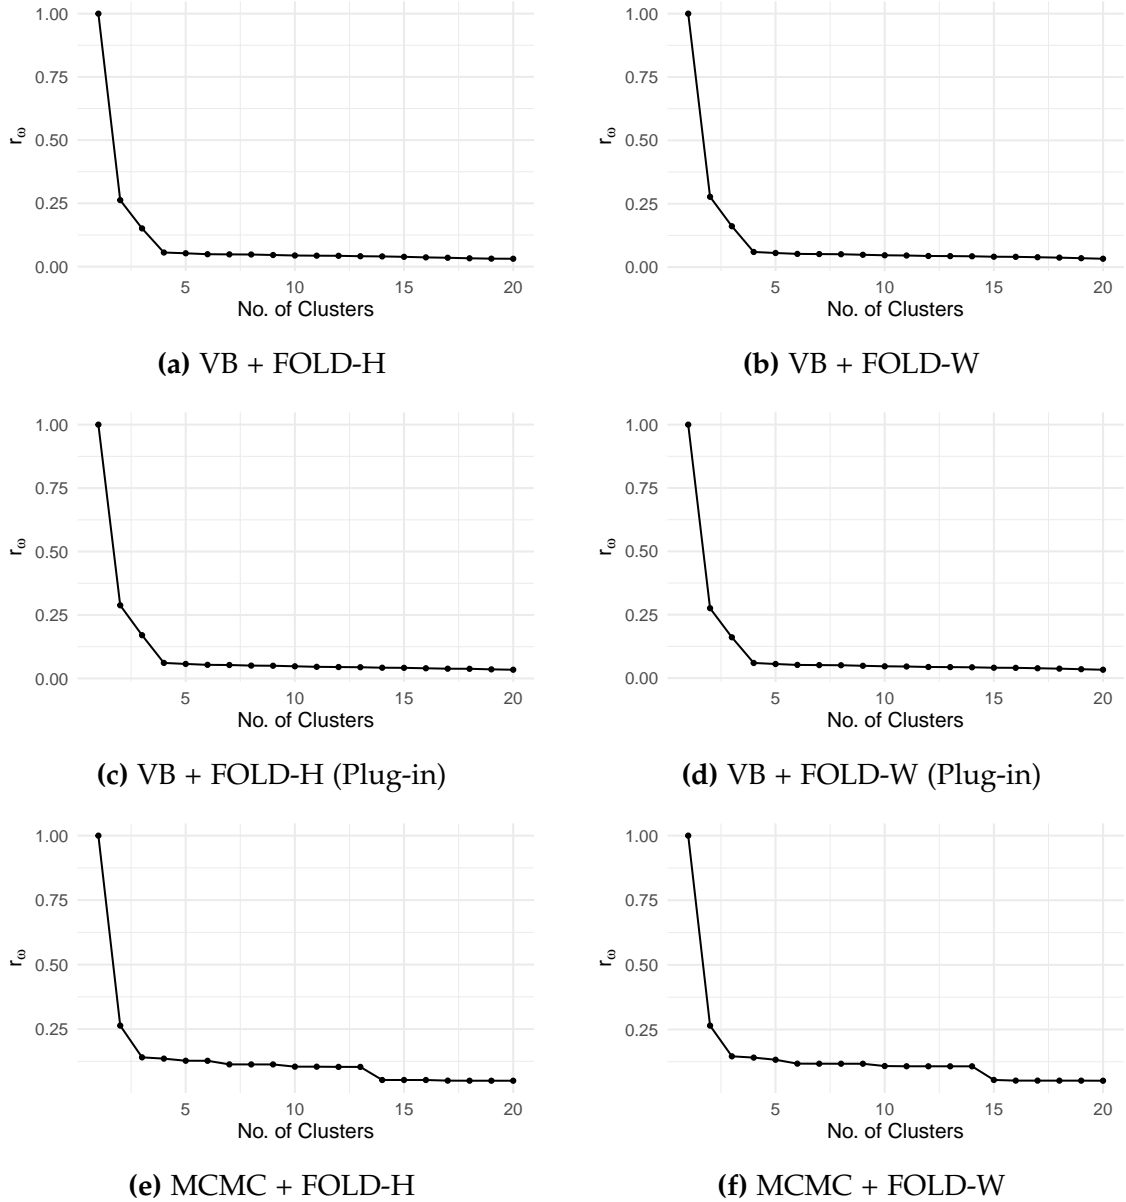 1.00
0.75
0.50
0.25
0.00
rω
5 10 15 20
No. of Clusters
(a) VB + FOLD-H
1.00
0.75
0.50
0.25
0.00
rω
5 10 15 20
No. of Clusters
(b) VB + FOLD-W
1.00
0.75
0.50
0.25
0.00
rω
5 10 15 20
No. of Clusters
(c) VB + FOLD-H (Plug-in)
1.00
0.75
0.50
0.25
0.00
rω
5 10 15 20
No. of Clusters
(d) VB + FOLD-W (Plug-in)
1.00
0.75
0.50
0.25
rω
5 10 15 20
No. of Clusters
(e) MCMC + FOLD-H
1.00
0.75
0.50
0.25
rω
5 10 15 20
No. of Clusters
(f) MCMC + FOLD-W